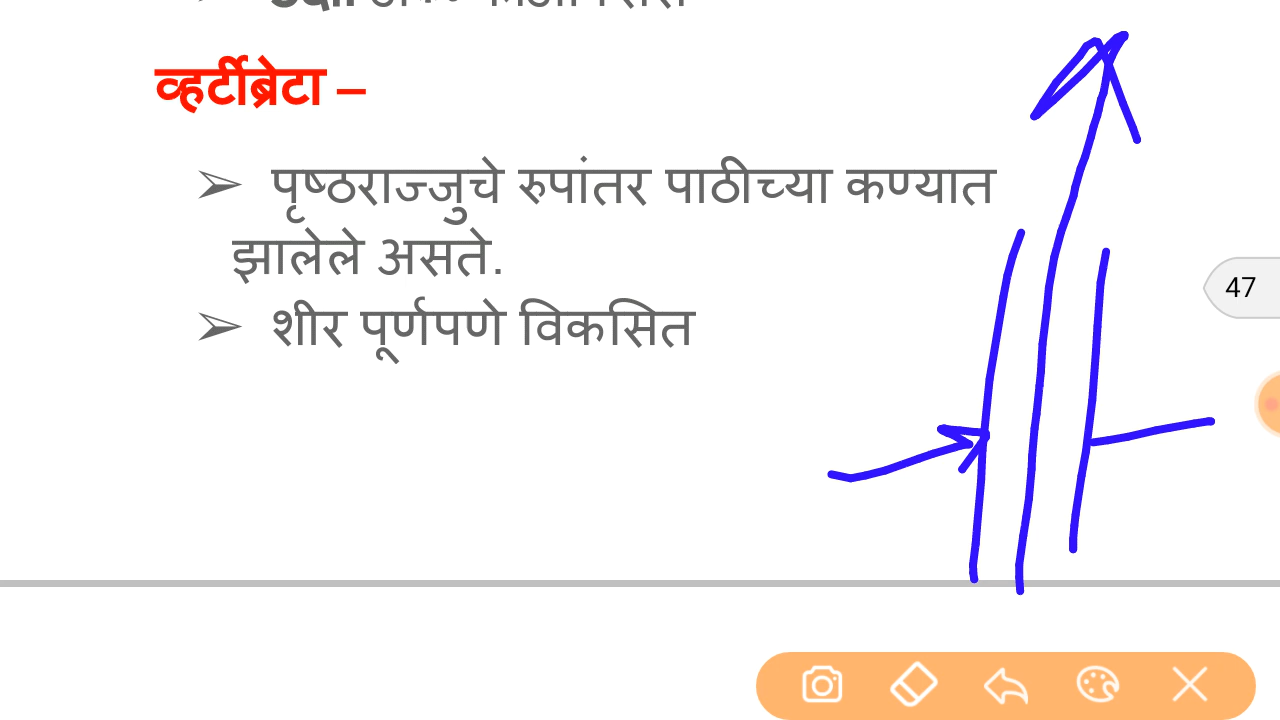 व्हर्टीब्रेटा –
➢ पृष्ठराज्जुचे रुपांतर पाठीच्या कण्यात
झालेले असते.
➢ शीर पूर्णपणे विकसित
47